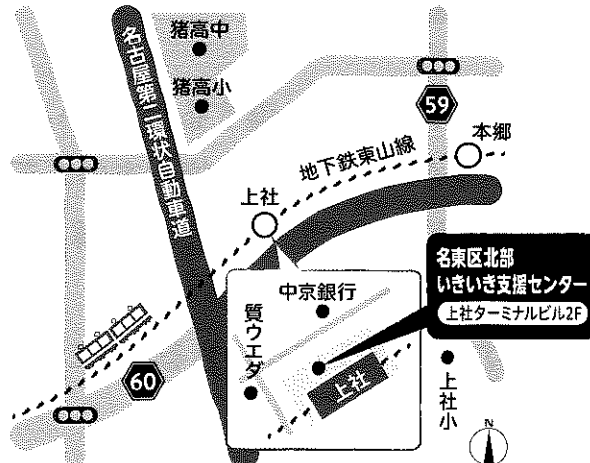 猪高中
猪高小
名古屋第二環状自動車道
59
本郷
地下鉄東山線
上社
名東区北部
いきいき支援センター
上社ターミナルビル2F
中京銀行
質ウエダ
上社
60
上社小
N